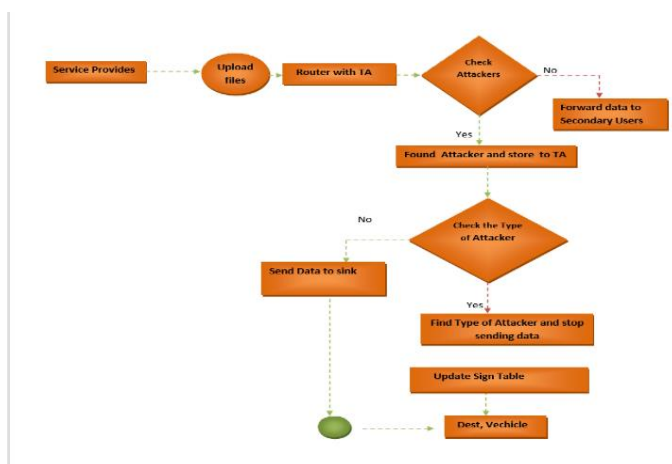 Service Provides
Upload
files
Router with TA
Check
Attackers
No
Forward data to
Secondary Users
Yes
Found Attacker and store to TA
Check the Type
of Attacker
No
Send Data to sink
Yes
Find Type of Attacker and stop
sending data
Update Sign Table
Dest, Vechicle